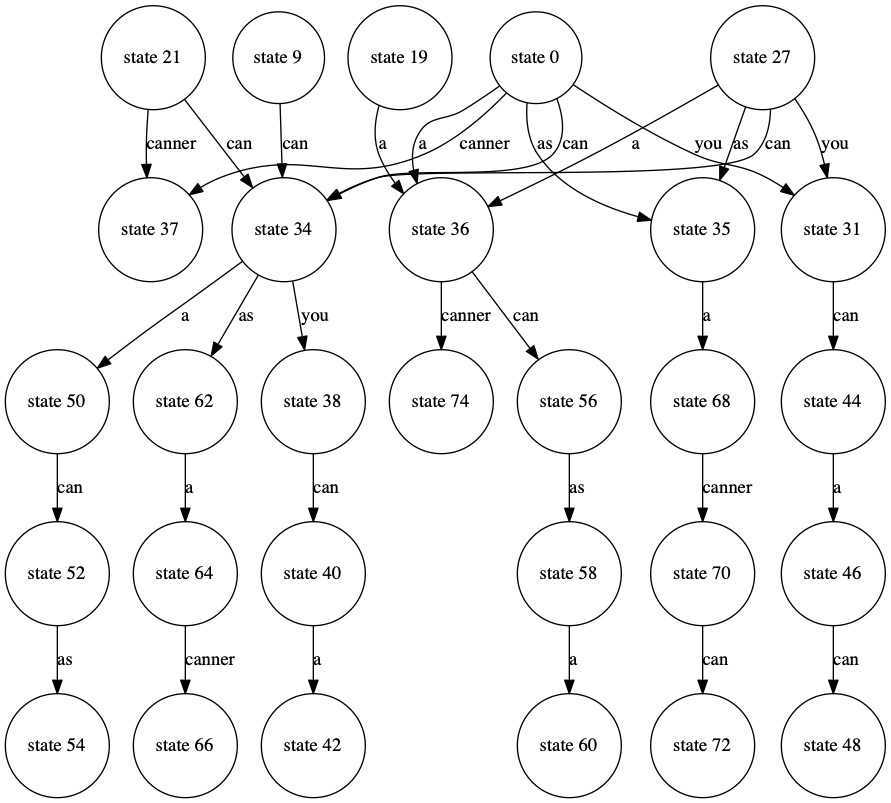 state 21 state 9 state 19 state 0 state 27
canner can can a a canner as can a you as can you
state 37 state 34 state 36 state 35 state 31
a as you canner can a can
state 50 state 62 state 38 state 74 state 56 state 68 state 44
can a can as canner a
state 52 state 64 state 40 state 58 state 70 state 46
as canner a a can can
state 54 state 66 state 42 state 60 state 72 state 48